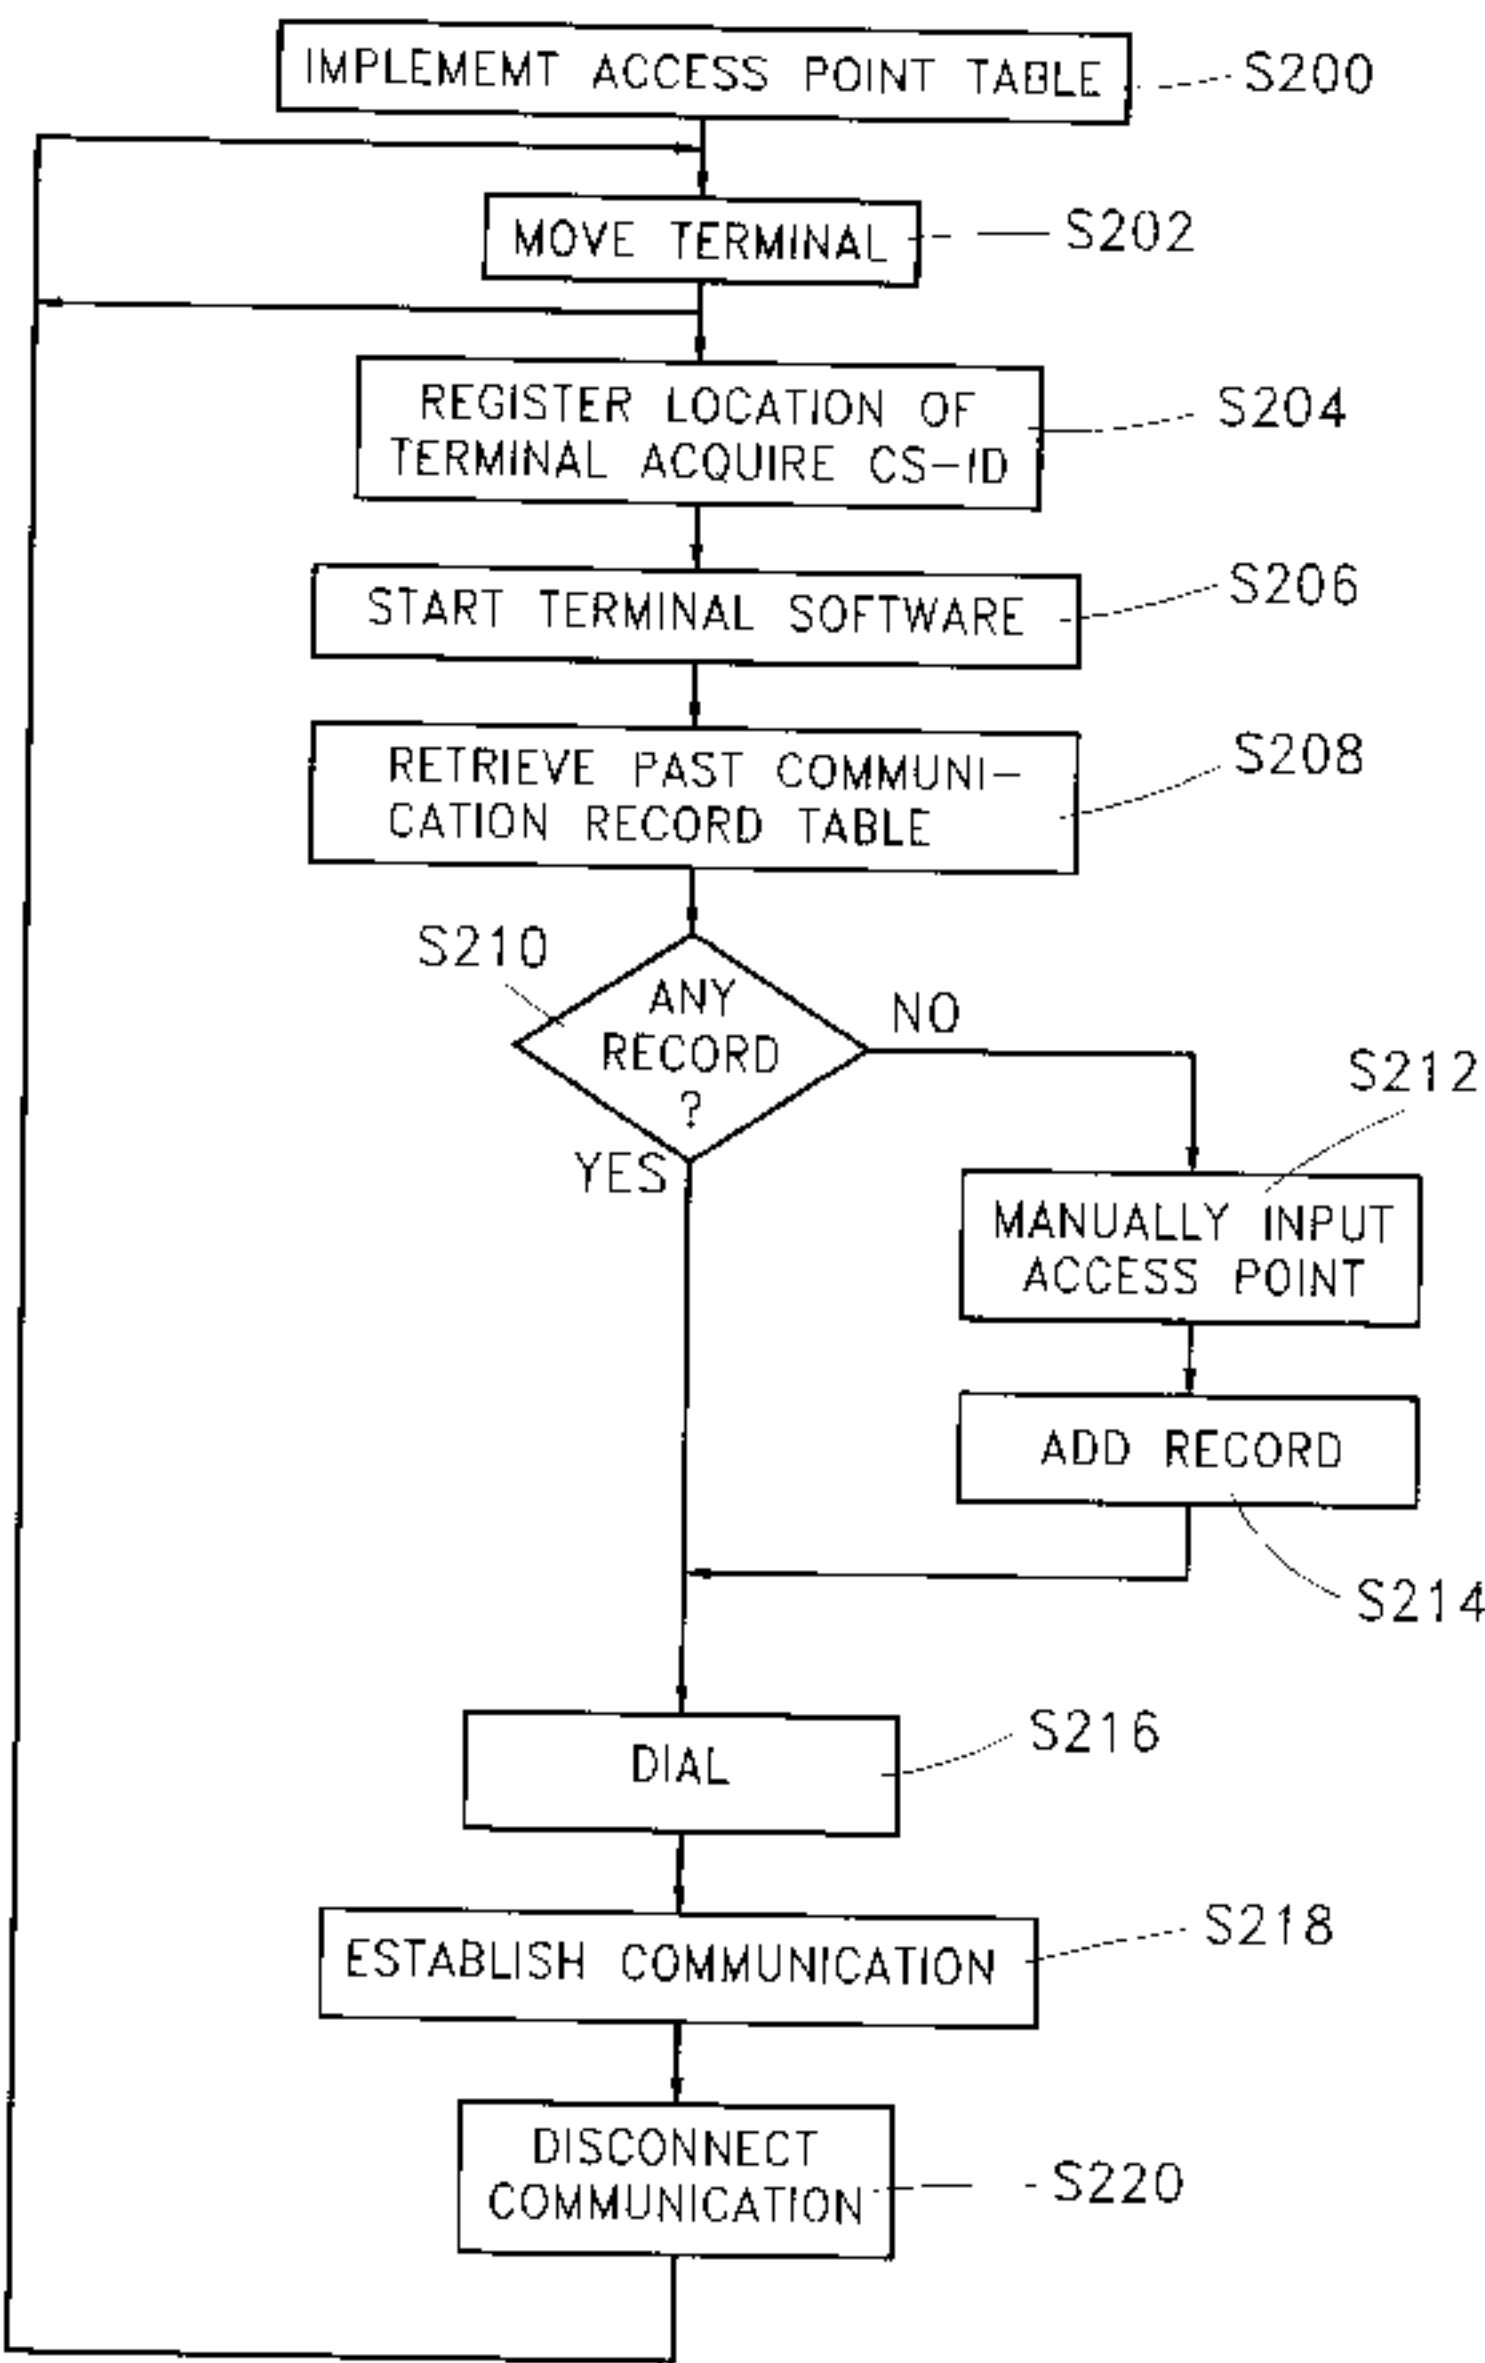 IMPLEMEMT ACCESS POINT TABLE
S200
MOVE TERMINAL
S202
REGISTER LOCATION OF
TERMINAL ACQUIRE CS-ID
S204
START TERMINAL SOFTWARE
S206
RETRIEVE PAST COMMUNI-
CATION RECORD TABLE
S208
S210
ANY
RECORD
?
NO
YES
S212
MANUALLY INPUT
ACCESS POINT
ADD RECORD
S214
DIAL
S216
ESTABLISH COMMUNICATION
S218
DISCONNECT
COMMUNICATION
S220